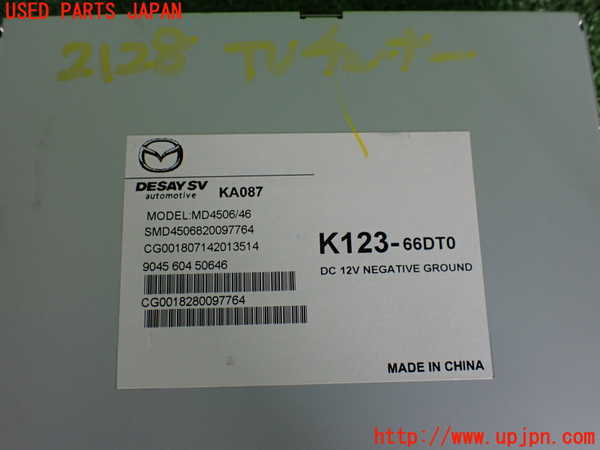 USED PARTS JAPAN
2128 TVチューナー
DESAY SV
automotive
KA087
MODEL:MD4506/46
SMD4506820097764
CG001807142013514
9045 604 50646
CG0018280097764
K123-66DT0
DC 12V NEGATIVE GROUND
MADE IN CHINA
http://www.upjpn.com